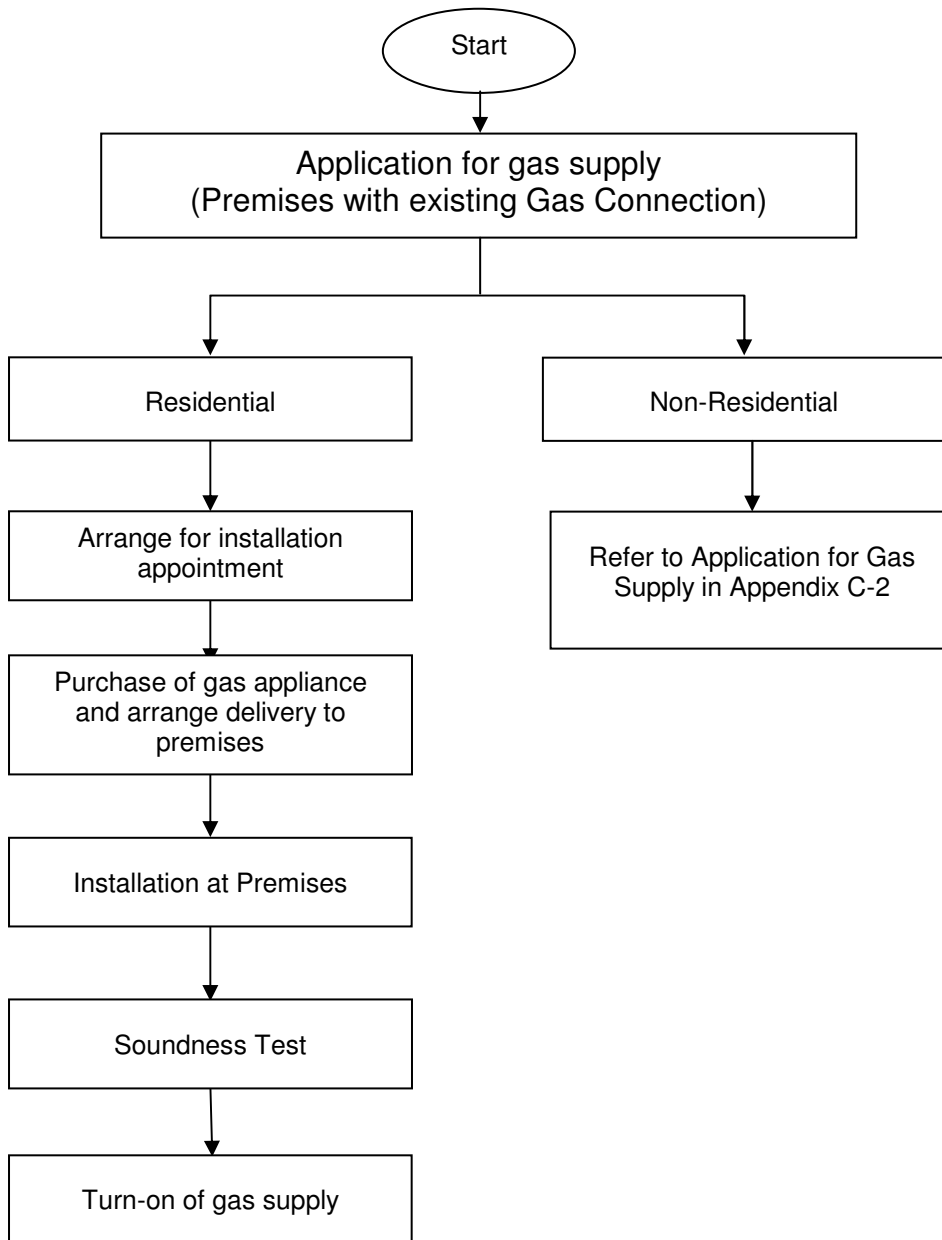 Start
Application for gas supply
(Premises with existing Gas Connection)
Residential
Non-Residential
Arrange for installation
appointment
Refer to Application for Gas
Supply in Appendix C-2
Purchase of gas appliance
and arrange delivery to
premises
Installation at Premises
Soundness Test
Turn-on of gas supply